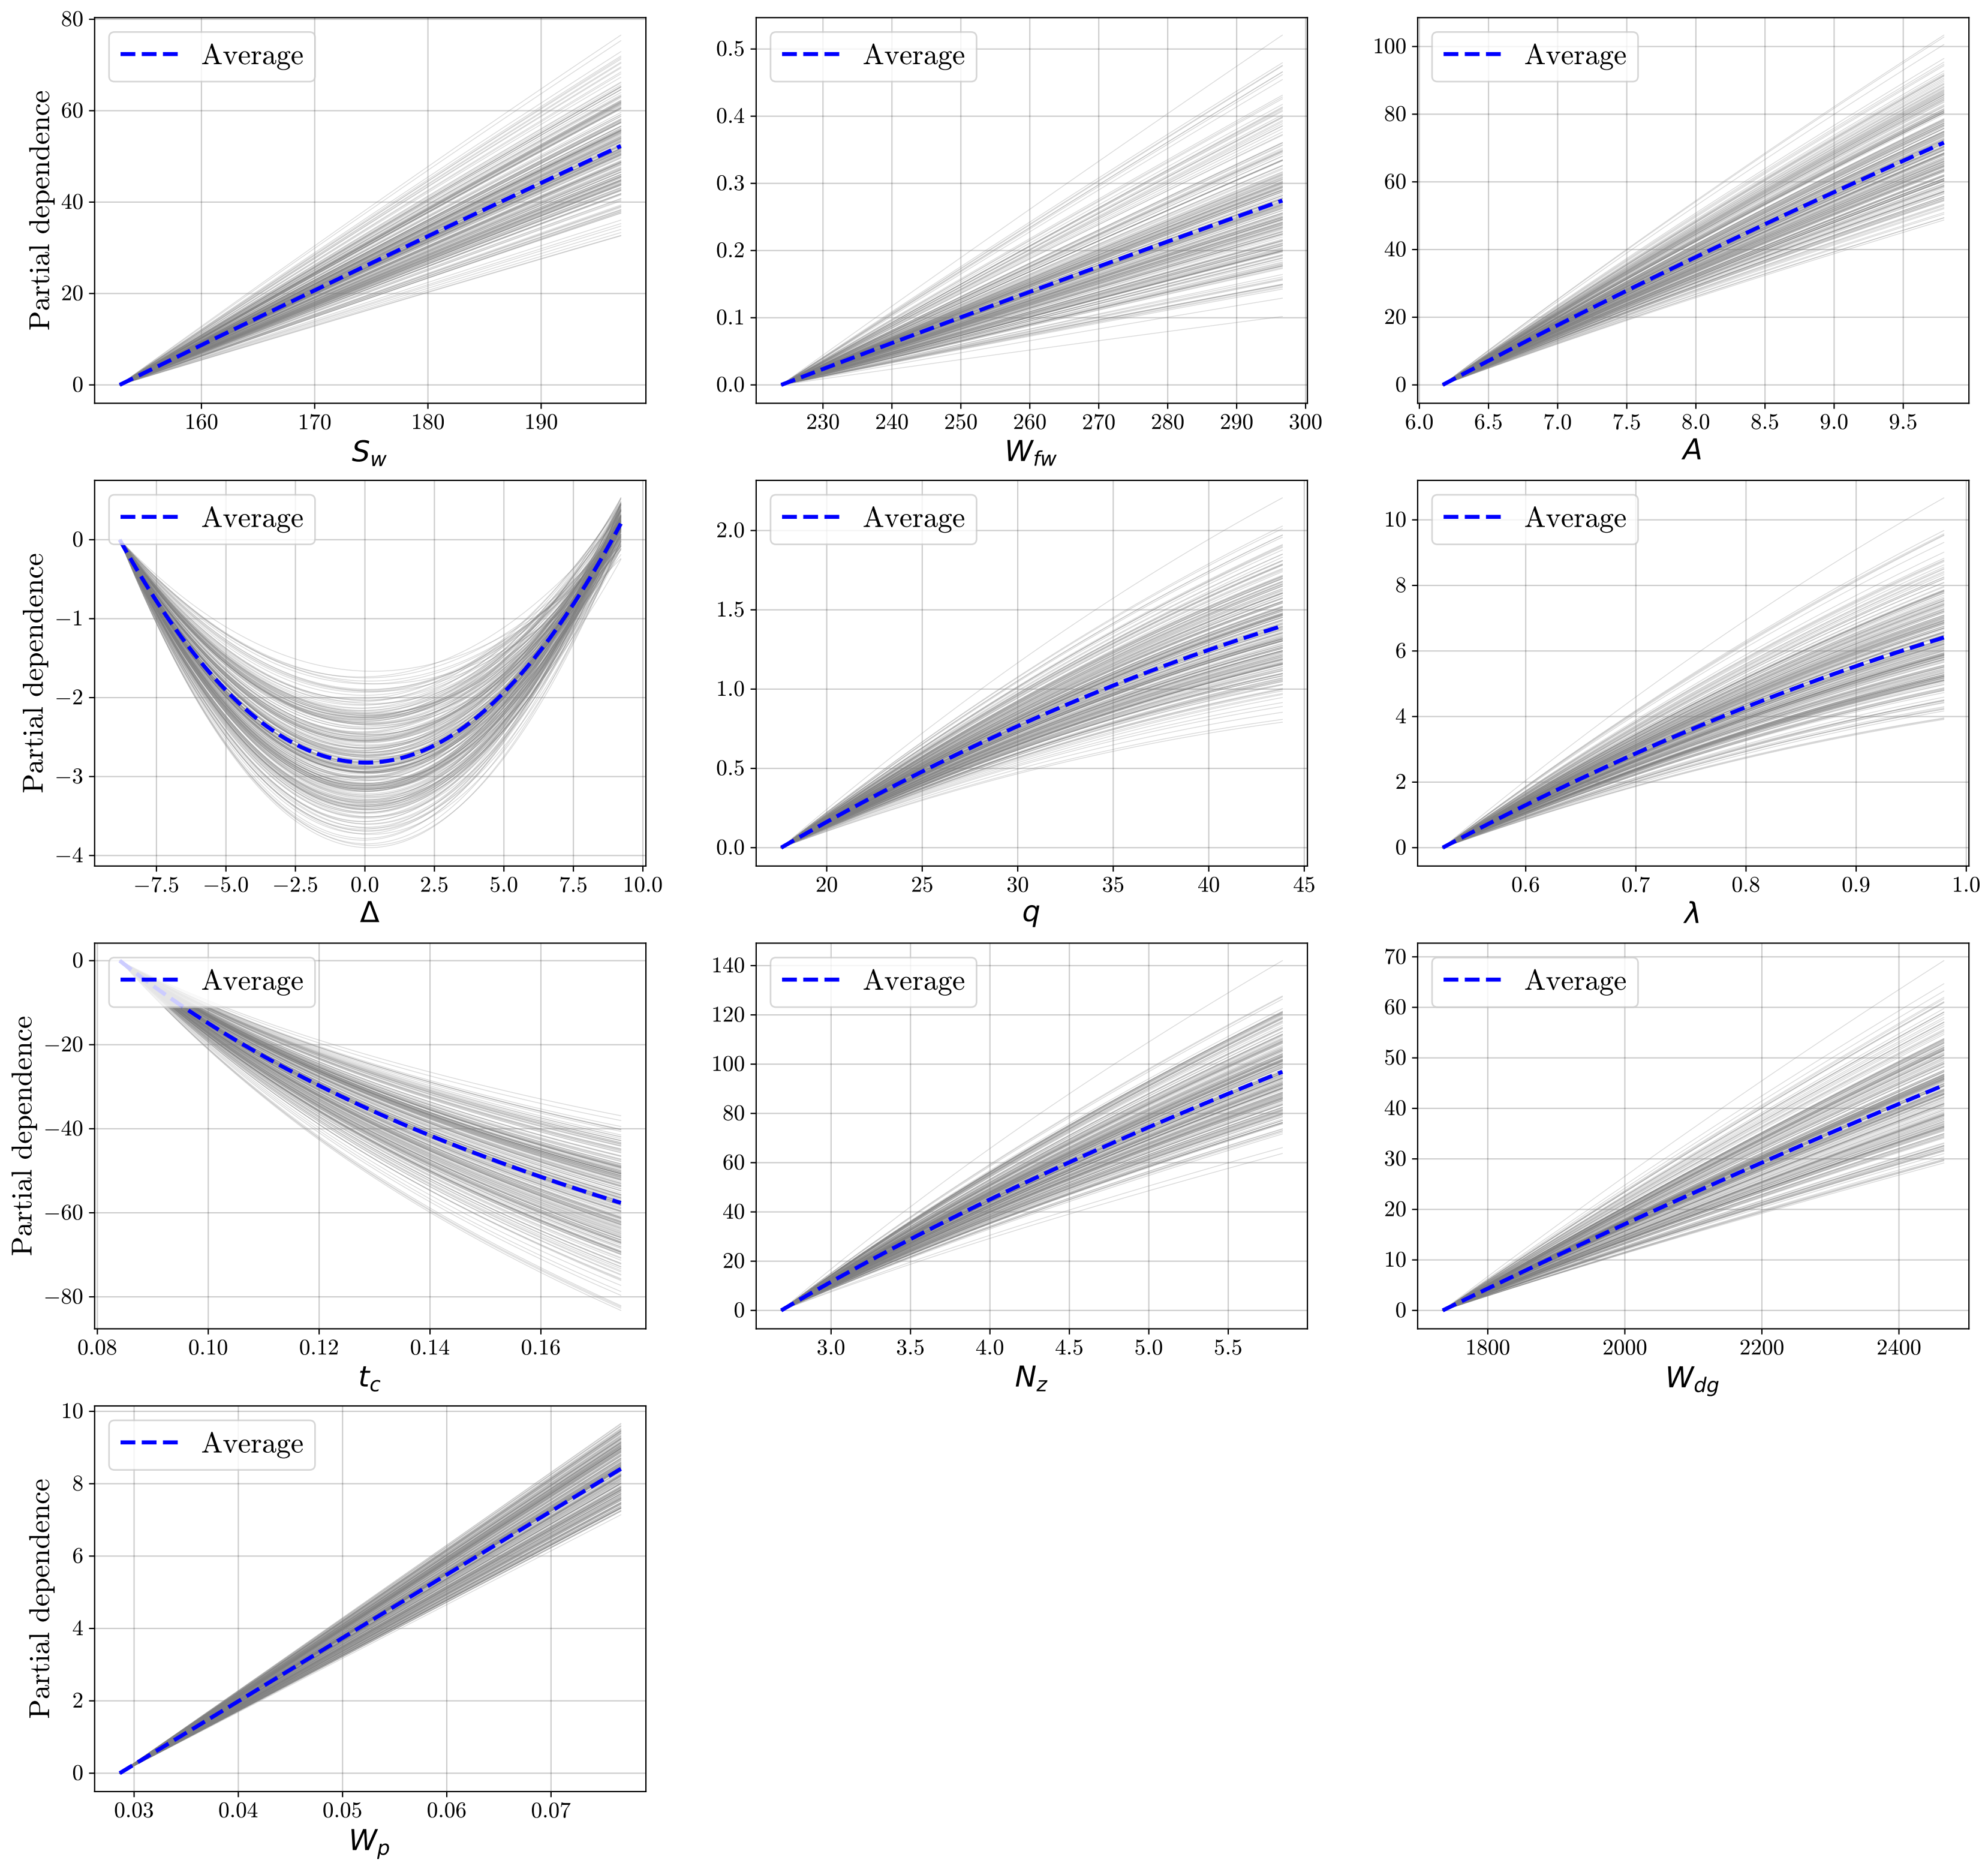 80
60
40
20
0
Partial dependence
Average
160 170 180 190
S_w
0.5
0.4
0.3
0.2
0.1
0.0
Average
230 240 250 260 270 280 290 300
W_fw
100
80
60
40
20
0
Average
6.0 6.5 7.0 7.5 8.0 8.5 9.0 9.5
A
0
−1
−2
−3
−4
Partial dependence
Average
−7.5 −5.0 −2.5 0.0 2.5 5.0 7.5 10.0
Δ
2.0
1.5
1.0
0.5
0.0
Average
20 25 30 35 40 45
q
10
8
6
4
2
0
Average
0.6 0.7 0.8 0.9 1.0
λ
0
−20
−40
−60
−80
Partial dependence
Average
0.08 0.10 0.12 0.14 0.16
t_c
140
120
100
80
60
40
20
0
Average
3.0 3.5 4.0 4.5 5.0 5.5
N_z
70
60
50
40
30
20
10
0
Average
1800 2000 2200 2400
W_dg
10
8
6
4
2
0
Partial dependence
Average
0.03 0.04 0.05 0.06 0.07
W_p